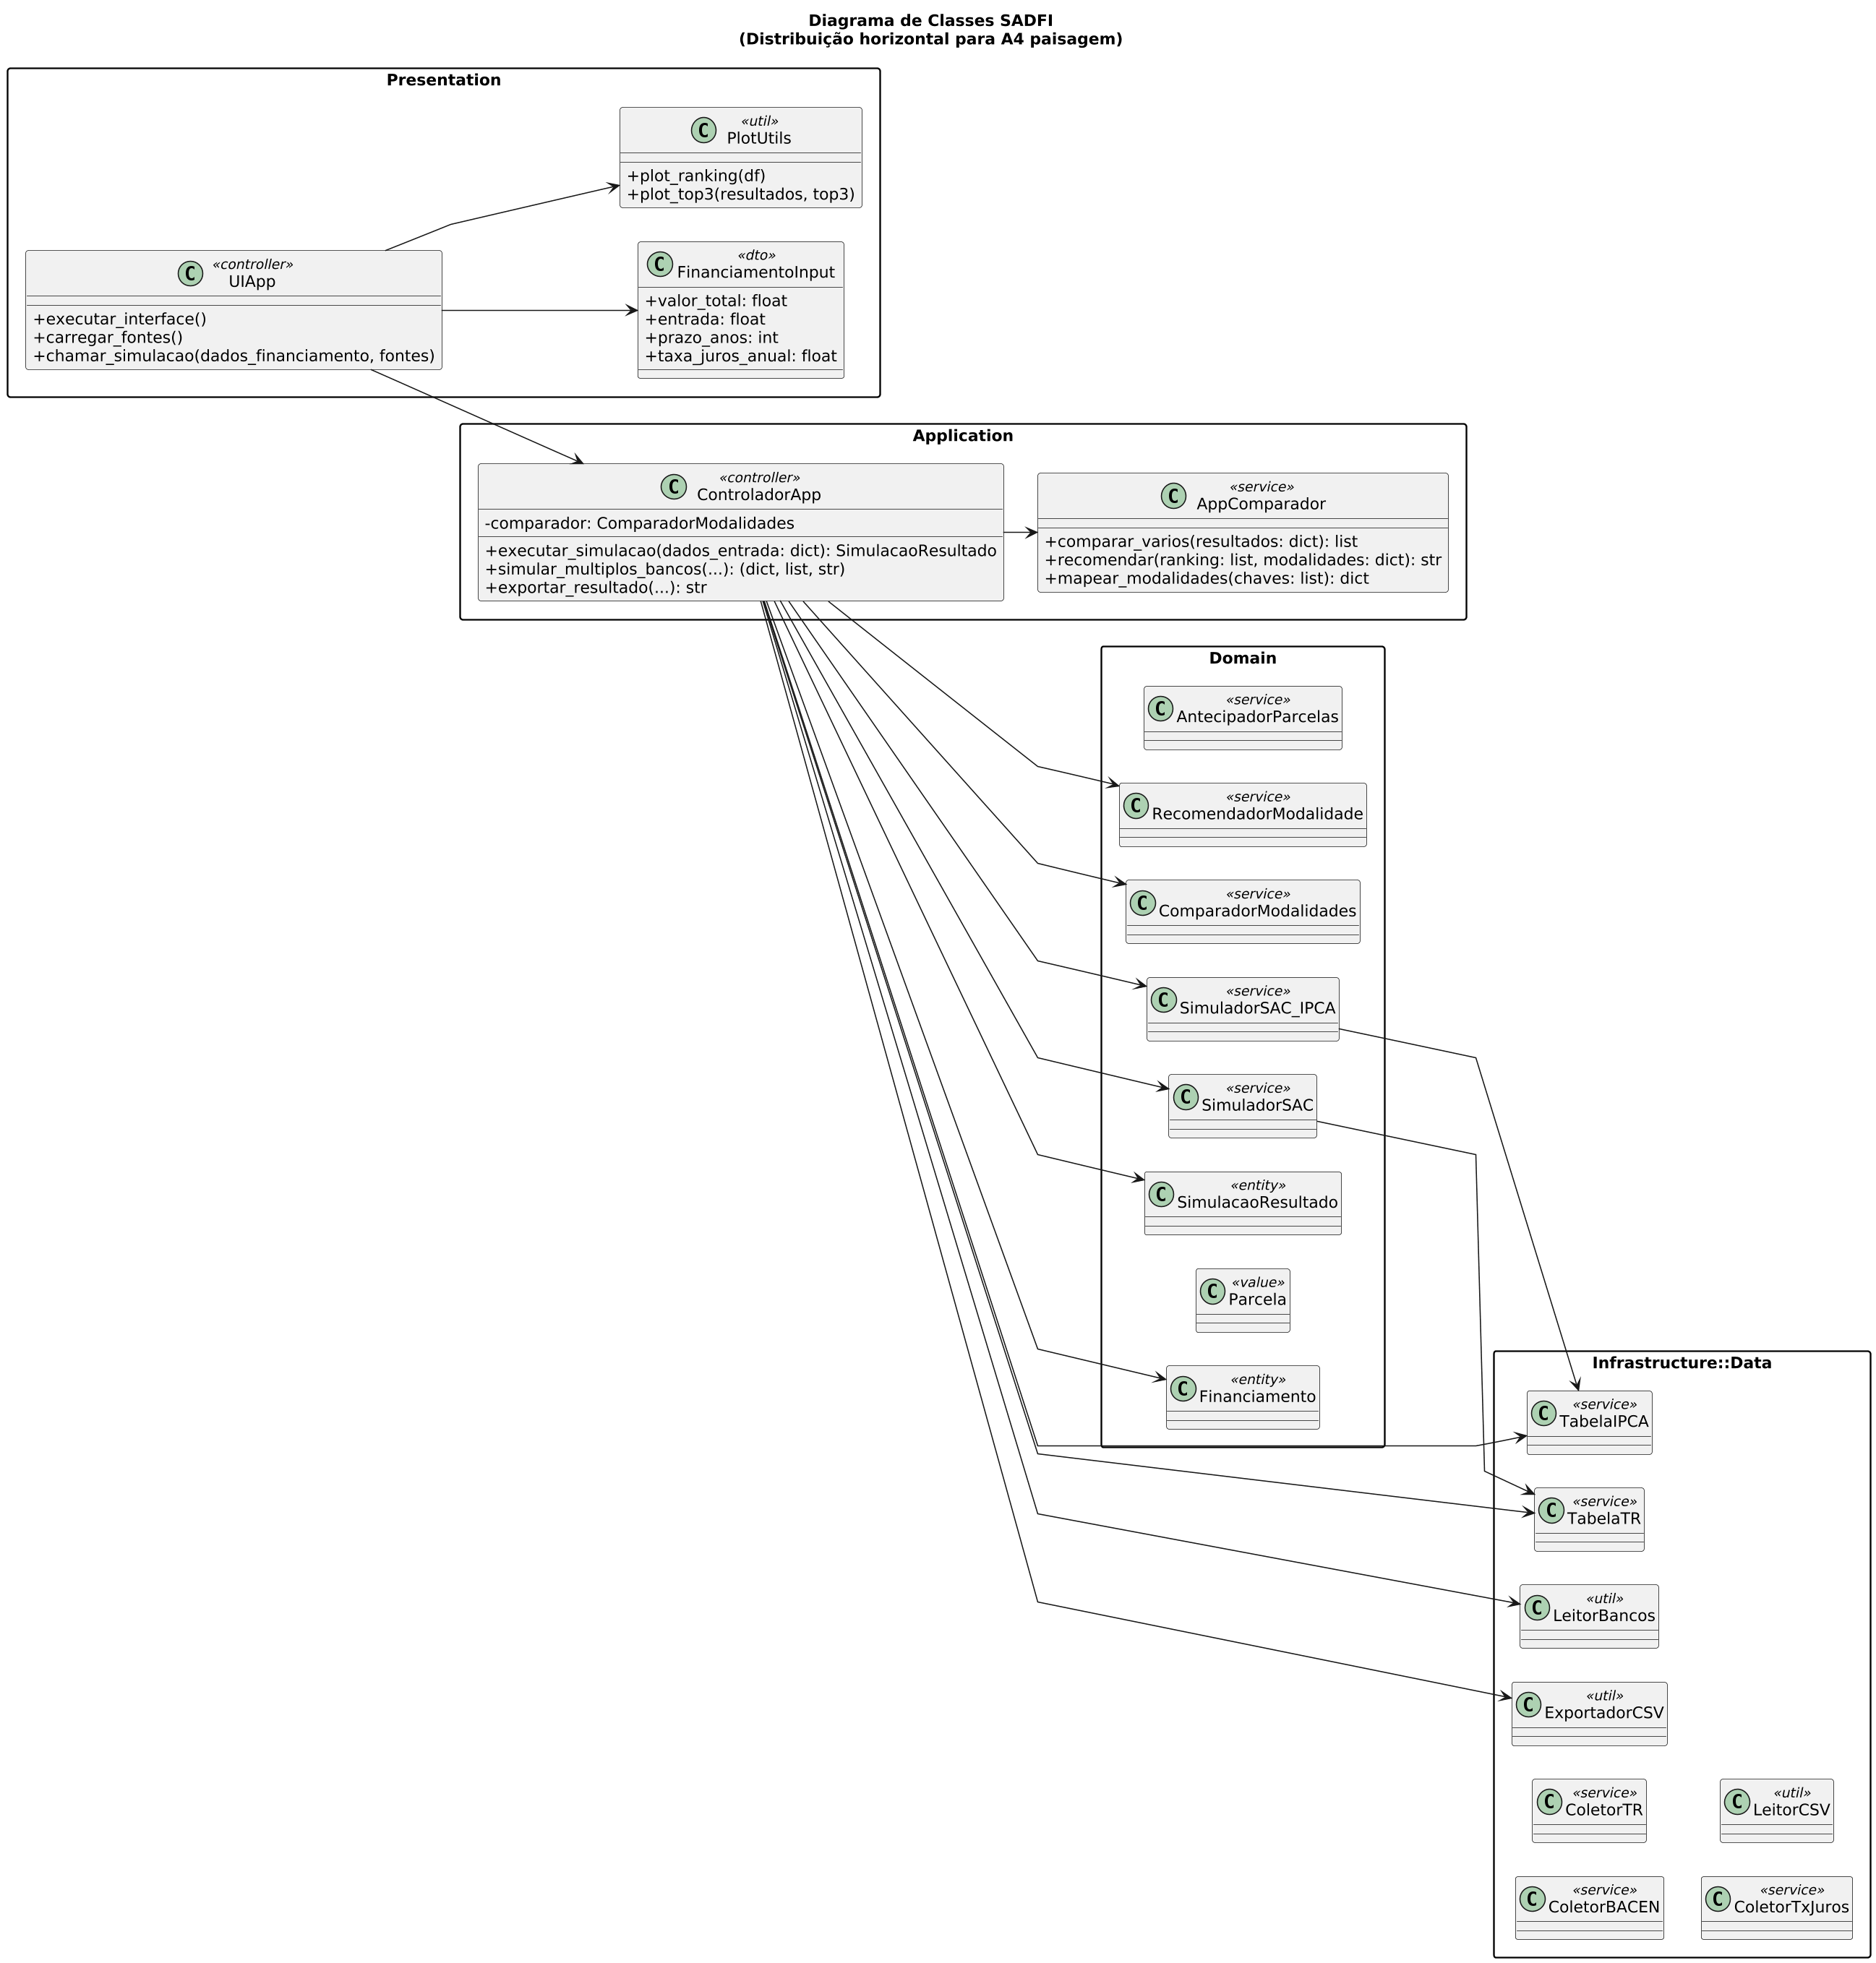 Diagrama de Classes SADFI
(Distribuição horizontal para A4 paisagem)
Presentation
C
«util»
PlotUtils
+plot_ranking(df)
+plot_top3(resultados, top3)
C
«controller»
UIApp
+executar_interface()
+carregar_fontes()
+chamar_simulacao(dados_financiamento, fontes)
C
«dto»
FinanciamentoInput
+valor_total: float
+entrada: float
+prazo_anos: int
+taxa_juros_anual: float
Application
C
«controller»
ControladorApp
-comparador: ComparadorModalidades
+executar_simulacao(dados_entrada: dict): SimulacaoResultado
+simular_multiplos_bancos(...): (dict, list, str)
+exportar_resultado(...): str
C
«service»
AppComparador
+comparar_varios(resultados: dict): list
+recomendar(ranking: list, modalidades: dict): str
+mapear_modalidades(chaves: list): dict
Domain
C
«service»
AntecipadorParcelas
C
«service»
RecomendadorModalidade
C
«service»
ComparadorModalidades
C
«service»
SimuladorSAC_IPCA
C
«service»
SimuladorSAC
C
«entity»
SimulacaoResultado
C
«value»
Parcela
C
«entity»
Financiamento
Infrastructure::Data
C
«service»
TabelaIPCA
C
«service»
TabelaTR
C
«util»
LeitorBancos
C
«util»
ExportadorCSV
C
«service»
ColetorTR
C
«util»
LeitorCSV
C
«service»
ColetorBACEN
C
«service»
ColetorTxJuros